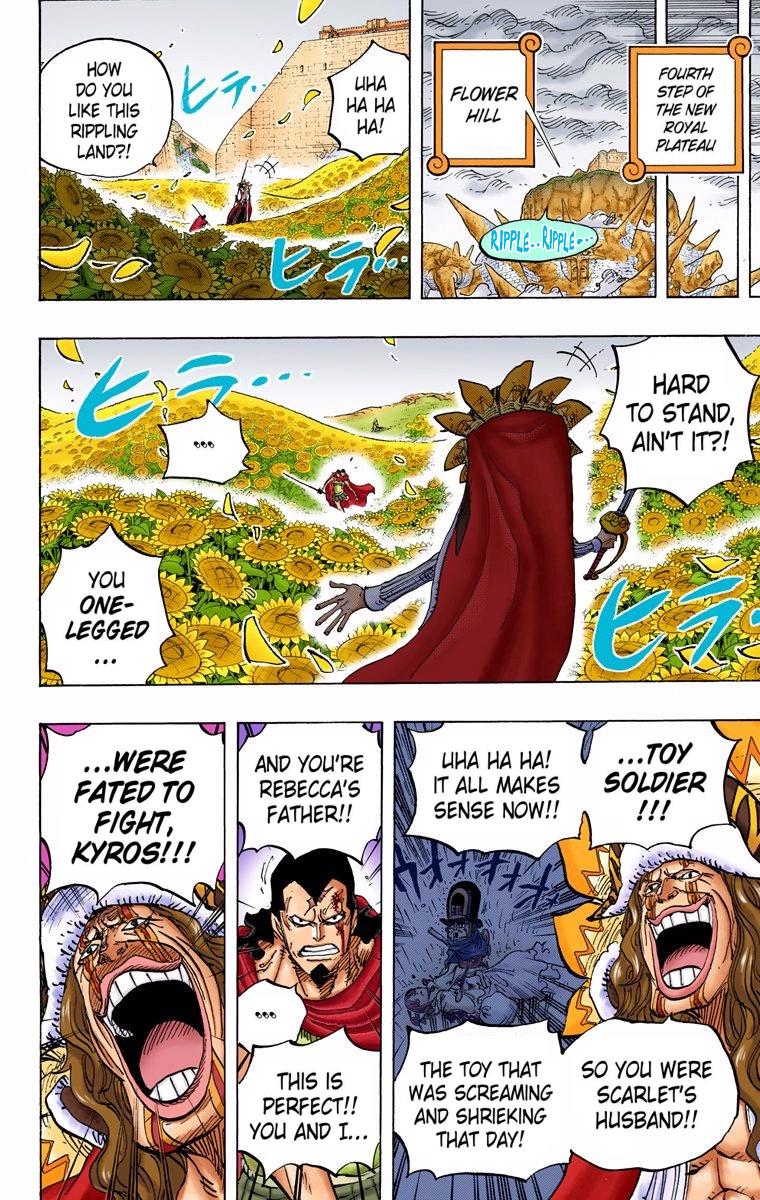 FOURTH
STEP OF
THE NEW
ROYAL
PLATEAU
FLOWER
HILL
RIPPLE..RIPPLE...
UHA
HA HA
HA!
HOW
DO YOU
LIKE THIS
RIPPLING
LAND?!
ヒラ...
ヒラ...
HARD
TO STAND,
AIN'T IT?!
...
ヒラ...
YOU
ONE-
LEGGED
...
ヒラ
...TOY
SOLDIER
!!!
UHA HA HA!
IT ALL MAKES
SENSE NOW!!
オオオオ
SO YOU WERE
SCARLET'S
HUSBAND!!
THE TOY THAT
WAS SCREAMING
AND SHRIEKING
THAT DAY!
AND YOU'RE
REBECCA'S
FATHER!!
...
THIS IS
PERFECT!!
YOU AND I...
...WERE
FATED TO
FIGHT,
KYROS!!!